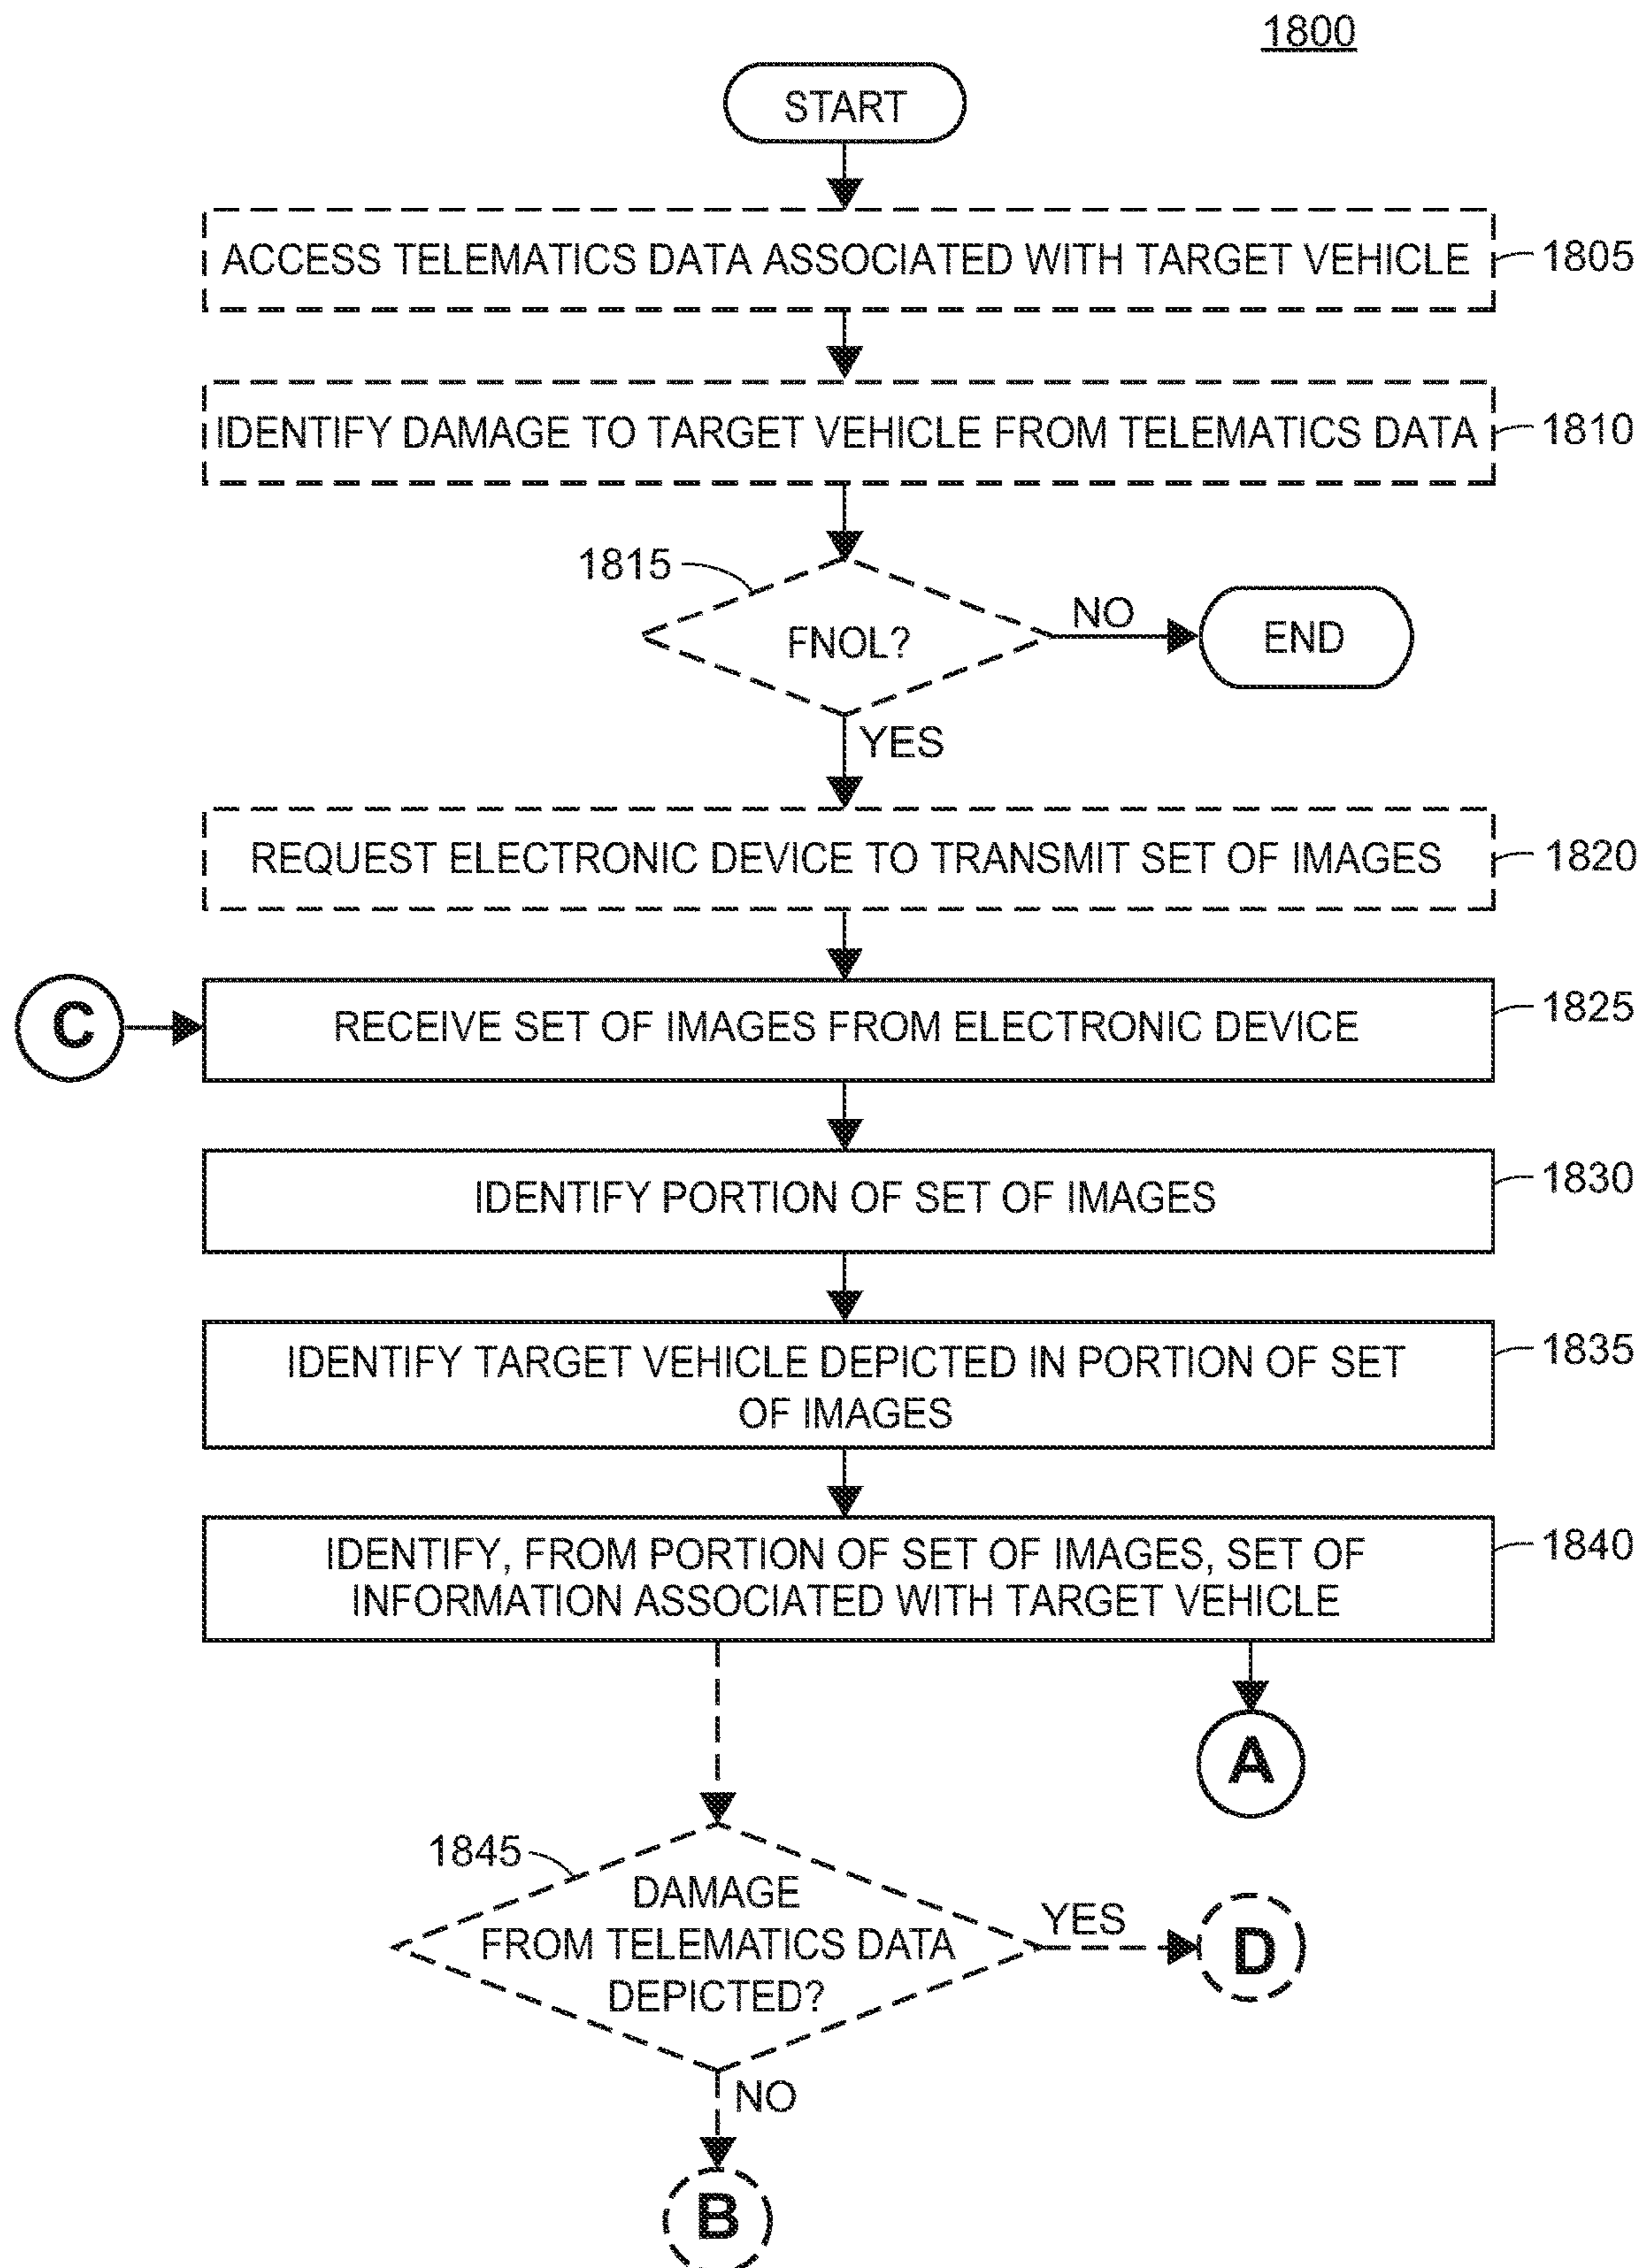 1800
START
ACCESS TELEMATICS DATA ASSOCIATED WITH TARGET VEHICLE
1805
IDENTIFY DAMAGE TO TARGET VEHICLE FROM TELEMATICS DATA
1810
1815
FNOL?
NO
END
YES
REQUEST ELECTRONIC DEVICE TO TRANSMIT SET OF IMAGES
1820
C
RECEIVE SET OF IMAGES FROM ELECTRONIC DEVICE
1825
IDENTIFY PORTION OF SET OF IMAGES
1830
IDENTIFY TARGET VEHICLE DEPICTED IN PORTION OF SET
OF IMAGES
1835
IDENTIFY, FROM PORTION OF SET OF IMAGES, SET OF
INFORMATION ASSOCIATED WITH TARGET VEHICLE
1840
A
1845
DAMAGE
FROM TELEMATICS DATA
DEPICTED?
YES
D
NO
B